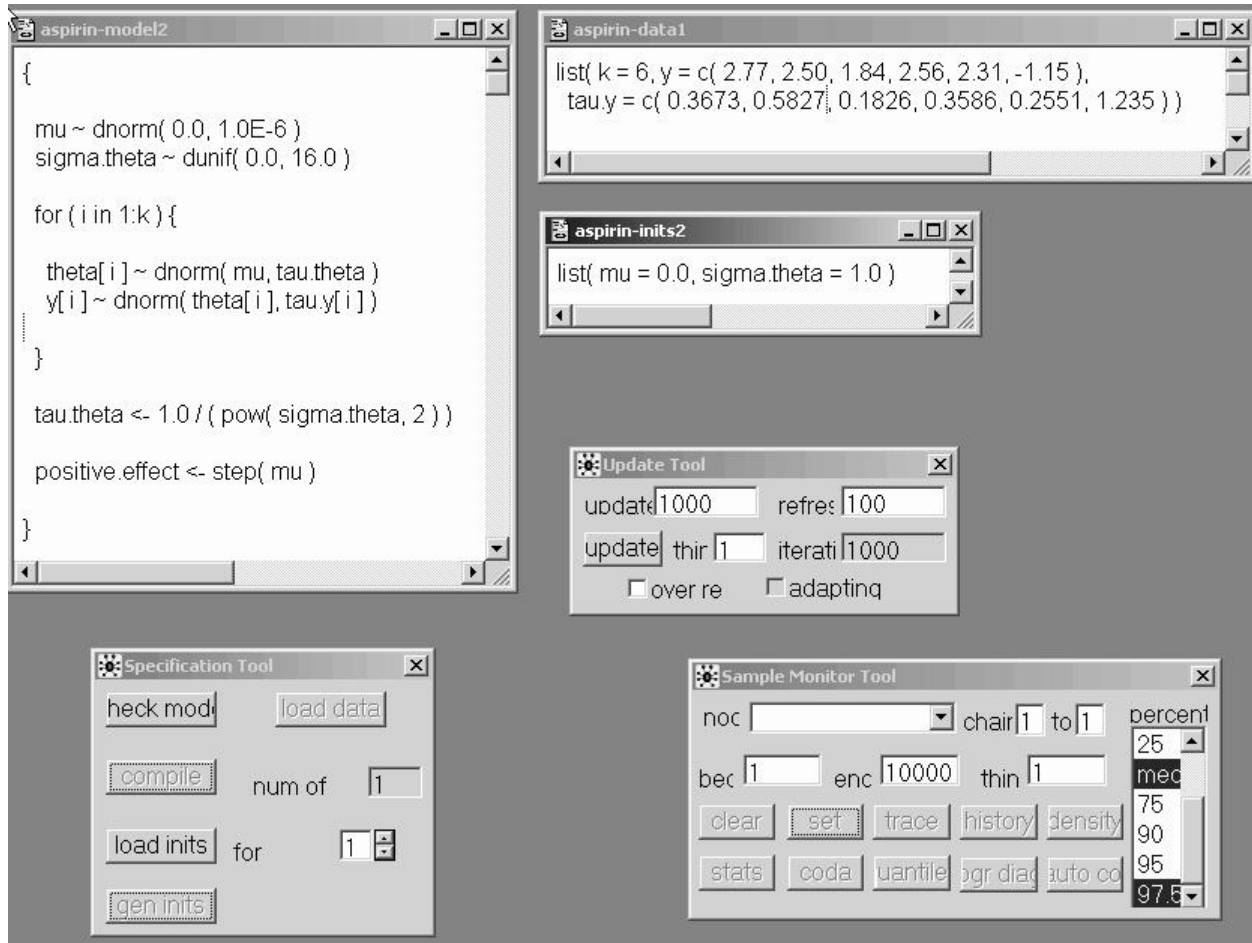 aspirin-model2
{
mu ~ dnorm( 0.0, 1.0E-6 )
sigma.theta ~ dunif( 0.0, 16.0 )
for ( i in 1:k ) {
theta[ i ] ~ dnorm( mu, tau.theta )
y[ i ] ~ dnorm( theta[ i ], tau.y[ i ] )
}
tau.theta <- 1.0 / ( pow( sigma.theta, 2 ) )
positive.effect <- step( mu )
}
aspirin-data1
list( k = 6, y = c( 2.77, 2.50, 1.84, 2.56, 2.31, -1.15 ),
tau.y = c( 0.3673, 0.5827, 0.1826, 0.3586, 0.2551, 1.235 ) )
aspirin-inits2
list( mu = 0.0, sigma.theta = 1.0 )
Update Tool
update 1000 refres 100
update thir 1 iterati 1000
over re adapting
Specification Tool
heck mod load data
compile num of 1
load inits for 1
gen inits
Sample Monitor Tool
noc chair 1 to 1 percent
bec 1 enc 10000 thin 1
clear set trace history density
stats coda uantile ogr diag auto co
25
med
75
90
95
97.5